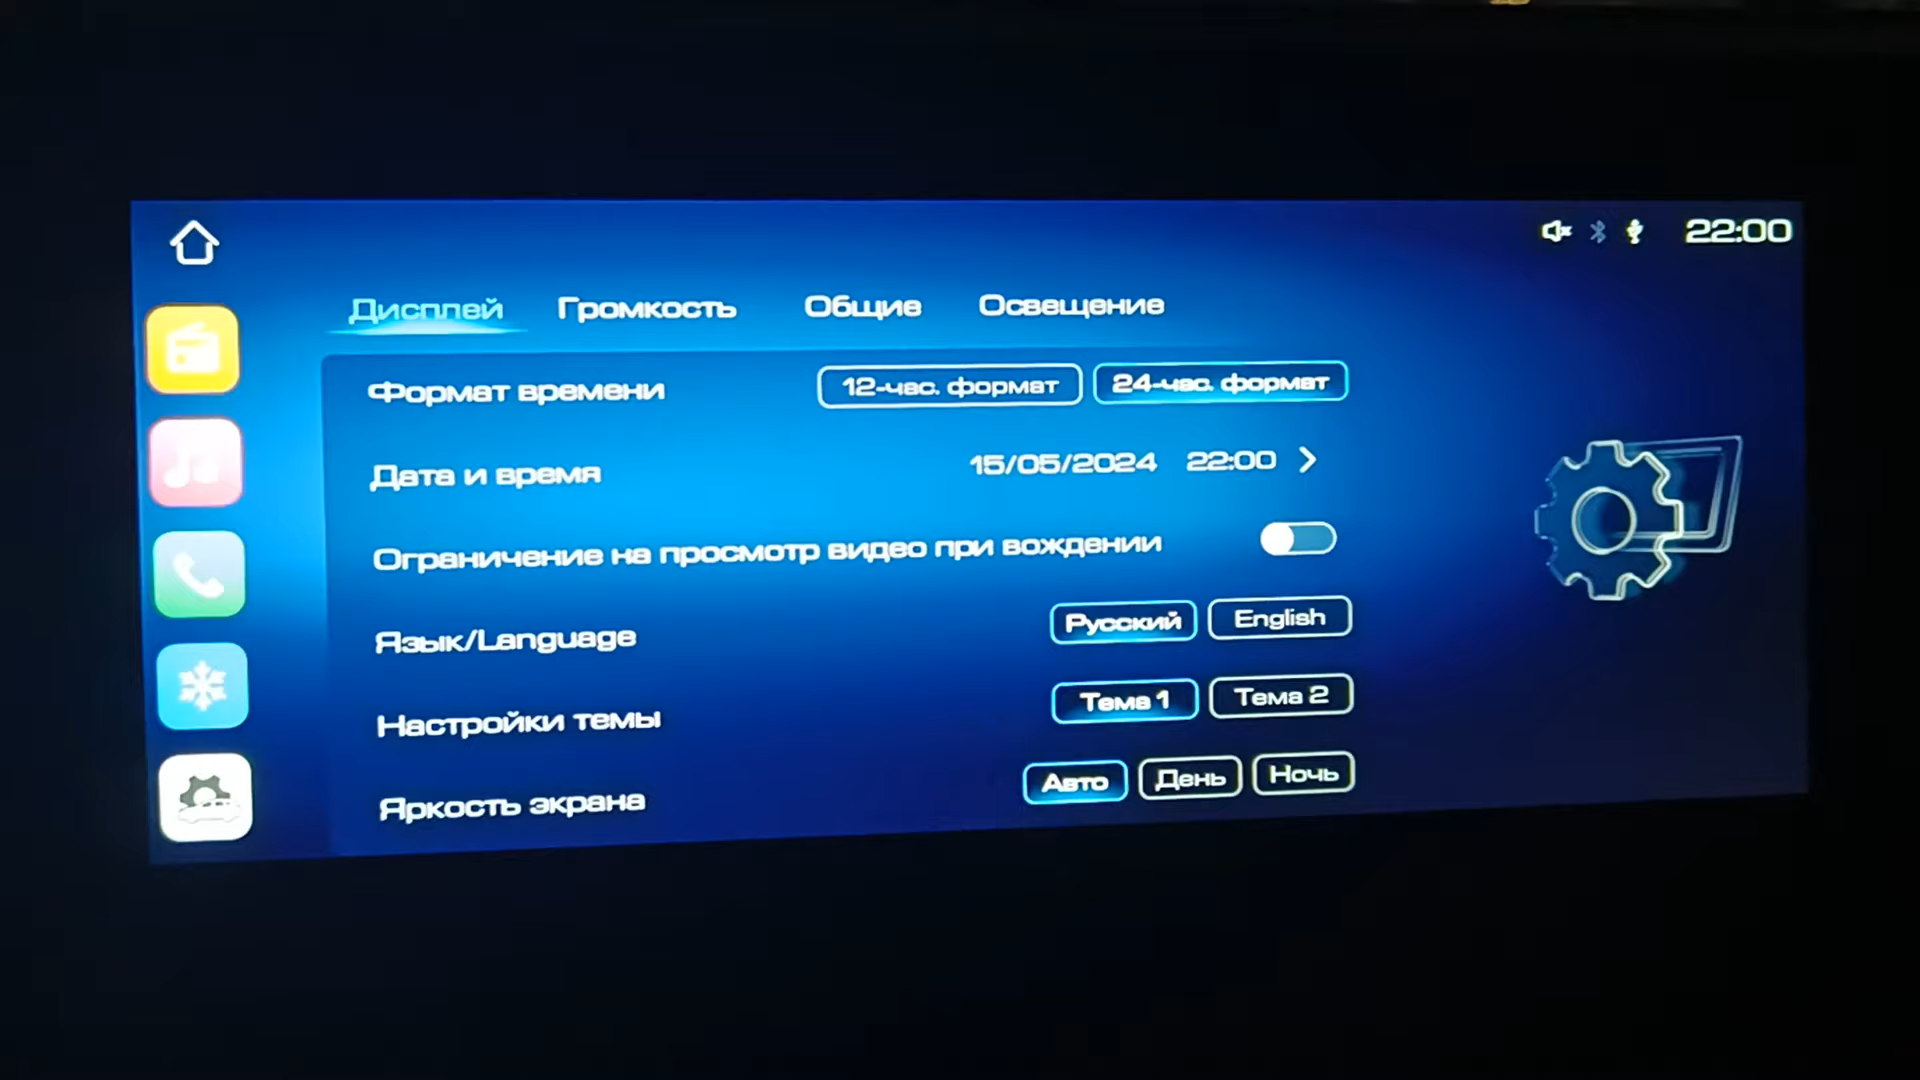 22:00
Дисплей Громкость Общие Освещение
Формат времени 12-час. формат 24-час. формат
Дата и время 15/05/2024 22:00
Ограничение на просмотр видео при вождении
Язык/Language Русский English
Настройки темы Тема 1 Тема 2
Яркость экрана Авто День Ночь